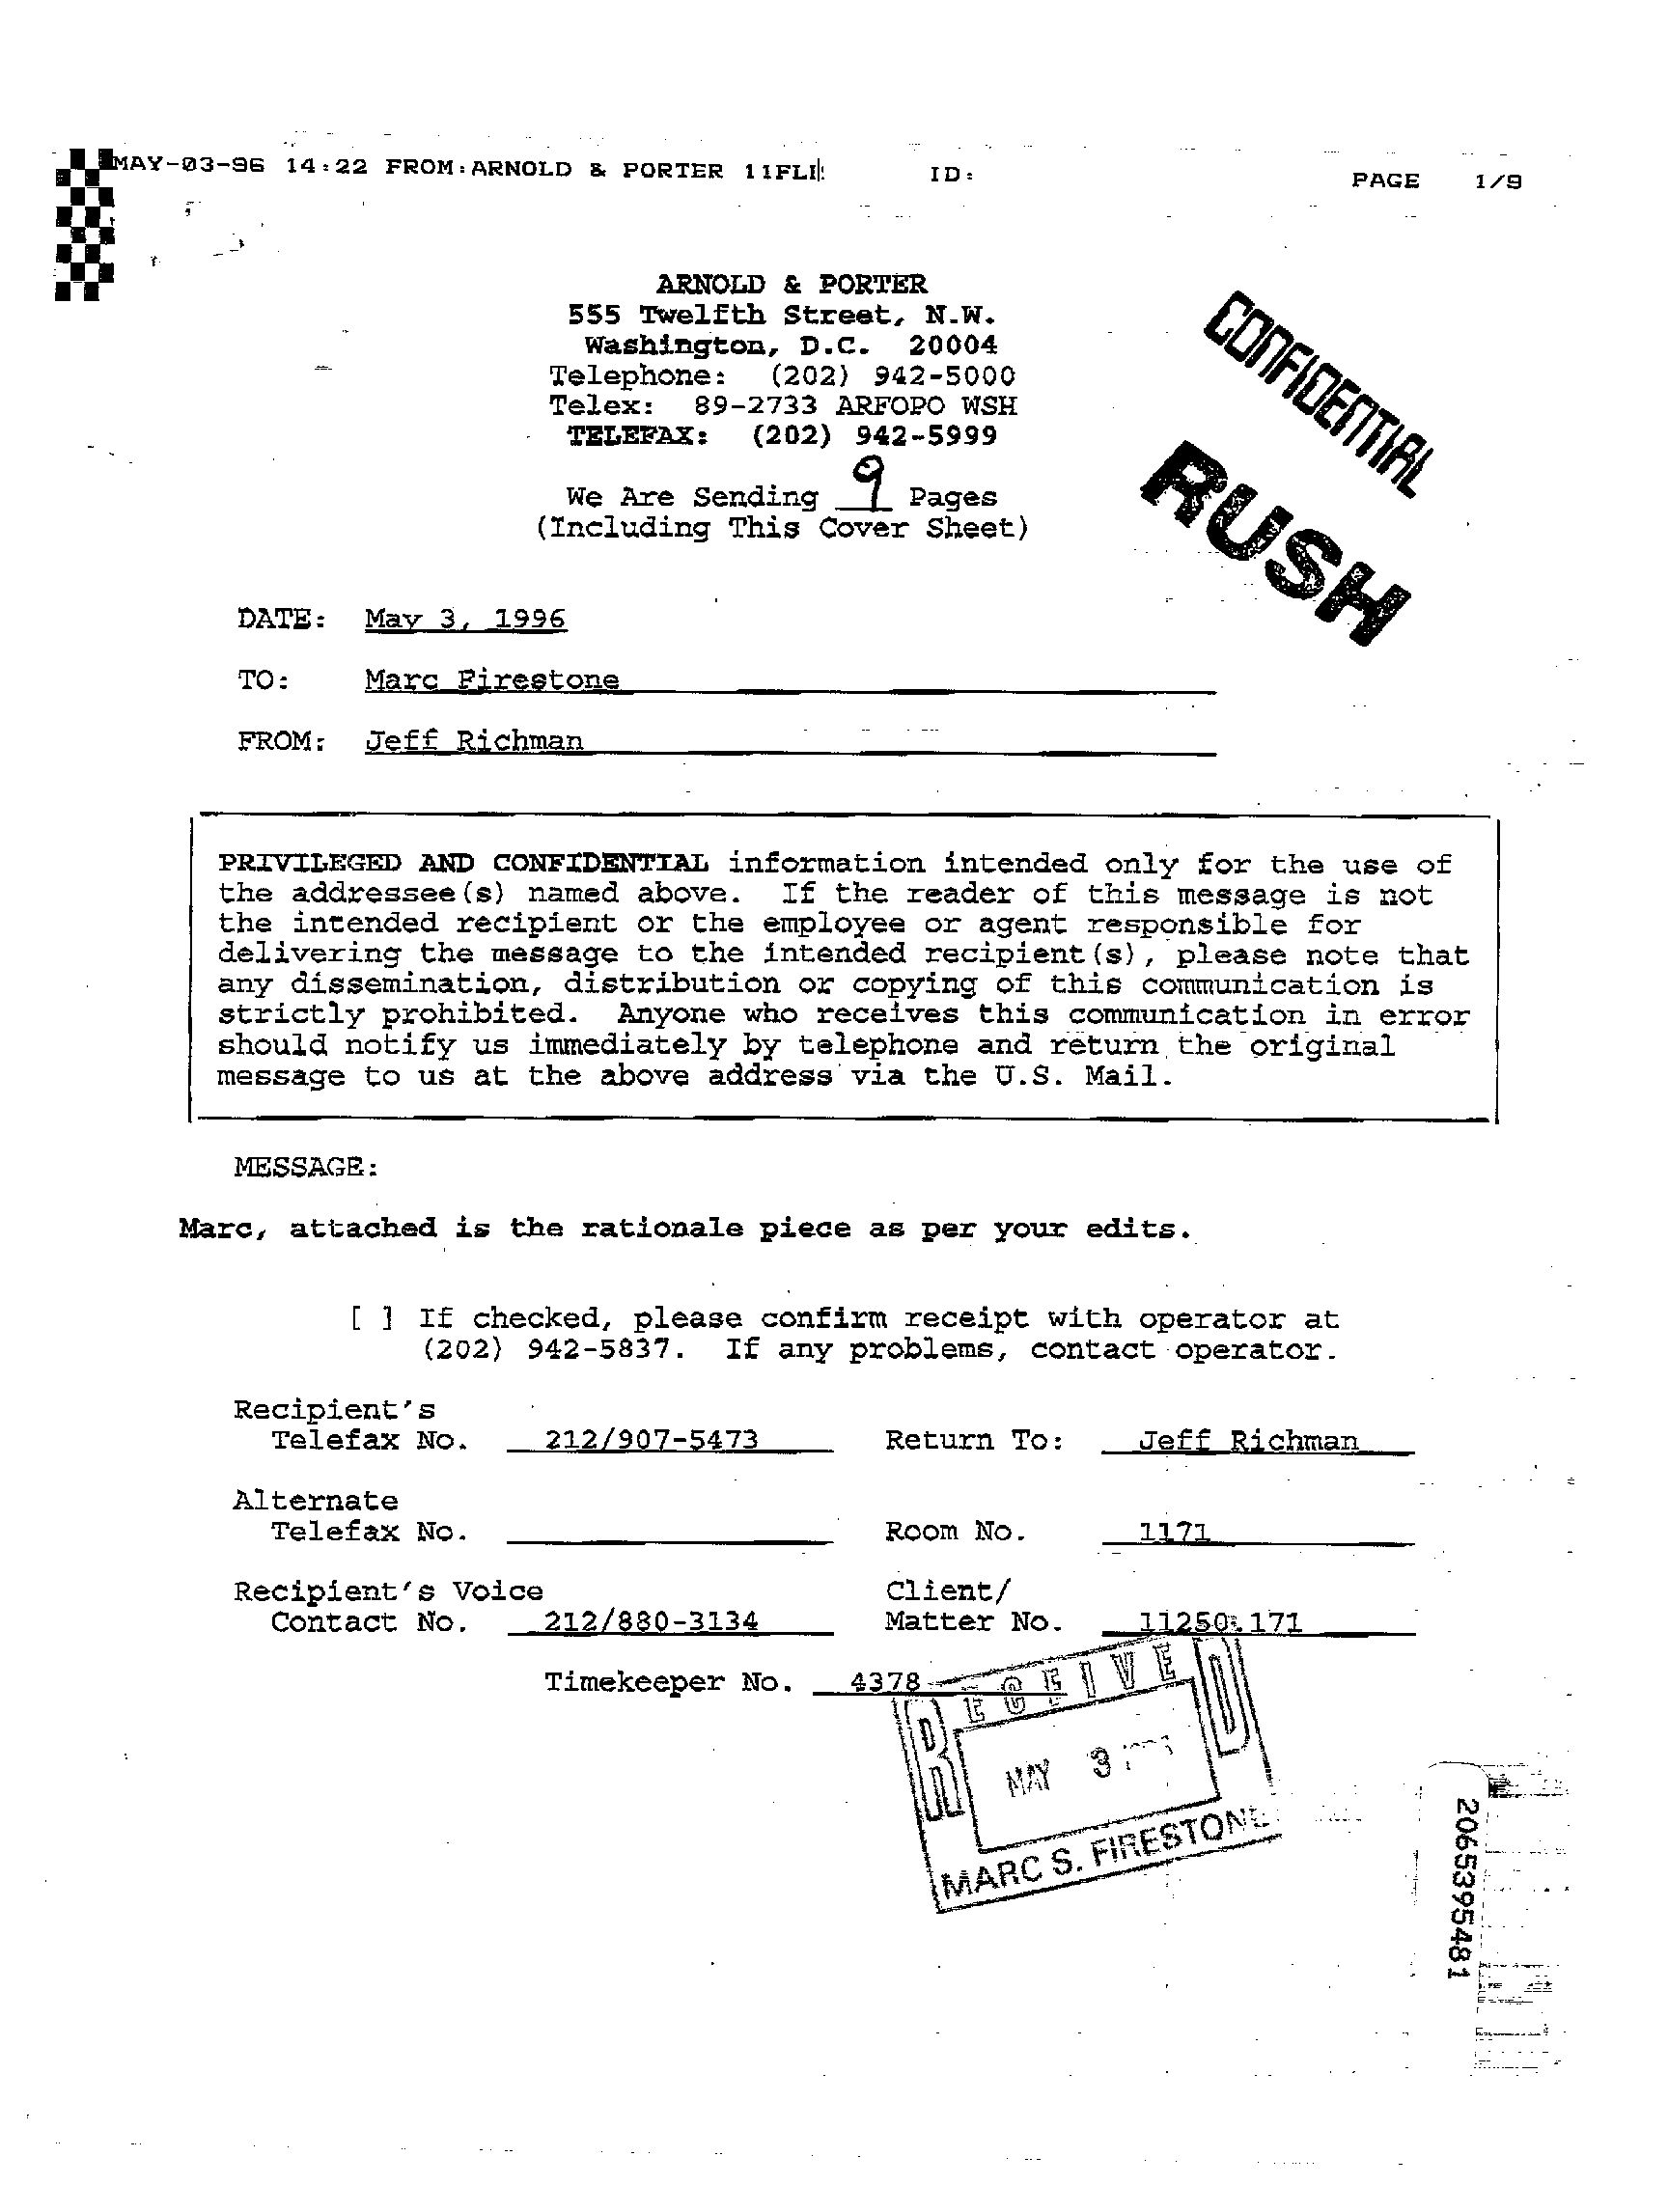 MAY-03-96 14:22 FROM:ARNOLD & PORTER 11FLI ID: PAGE 1/9
ARNOLD & PORTER
555 Twelfth Street, N.W.
Washington, D.C. 20004
Telephone: (202) 942-5000
Telex: 89-2733 ARFOPO WSH
TELEFAX: (202) 942-5999
CONFIDENTIAL
RUSH
We Are Sending 9 Pages
(Including This Cover Sheet)
DATE: May 3, 1996
TO: Marc Firestone
FROM: Jeff Richman
PRIVILEGED AND CONFIDENTIAL information intended only for the use of
the addressee(s) named above. If the reader of this message is not
the intended recipient or the employee or agent responsible for
delivering the message to the intended recipient(s), please note that
any dissemination, distribution or copying of this communication is
strictly prohibited. Anyone who receives this communication in error
should notify us immediately by telephone and return the original
message to us at the above address via the U.S. Mail.
MESSAGE:
Marc, attached is the rationale piece as per your edits.
[ ] If checked, please confirm receipt with operator at
(202) 942-5837. If any problems, contact operator.
Recipient's
Telefax No. 212/907-5473 Return To: Jeff Richman
Alternate
Telefax No. Room No. 1171
Recipient's Voice Client/
Contact No. 212/880-3134 Matter No. 11250.171
Timekeeper No. 4378
RECEIVED
MAY 3
MARC S. FIRESTONE
2065395481